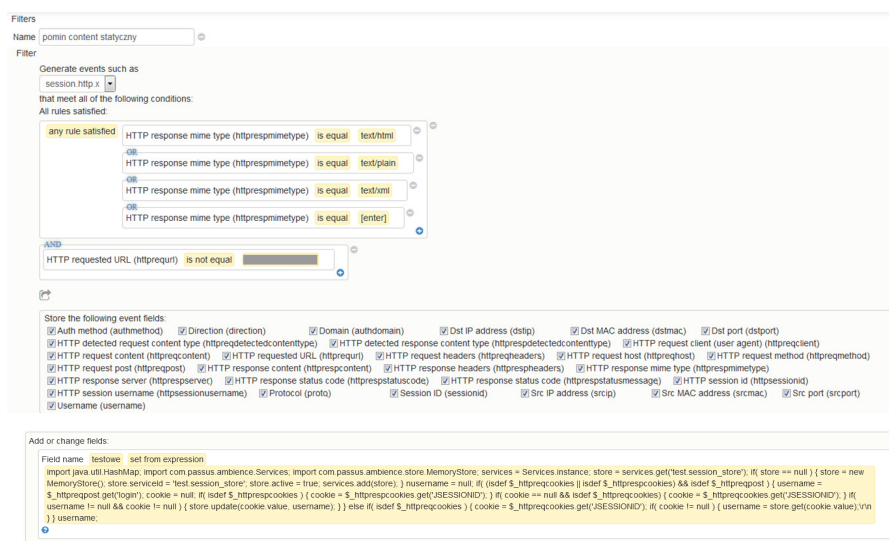 Filters
Name pomin content statyczny
Filter
Generate events such as
session.http.x
that meet all of the following conditions:
All rules satisfied:
any rule satisfied HTTP response mime type (httprespmimetype) is equal text/html
OR
HTTP response mime type (httprespmimetype) is equal text/plain
OR
HTTP response mime type (httprespmimetype) is equal text/xml
OR
HTTP response mime type (httprespmimetype) is equal [enter]
AND
HTTP requested URL (httprequrl) is not equal
Store the following event fields:
Auth method (authmethod) Direction (direction) Domain (authdomain) Dst IP address (dstip) Dst MAC address (dstmac) Dst port (dstport)
HTTP detected request content type (httpreqdetectedcontenttype) HTTP detected response content type (httprespdetectedcontenttype) HTTP request client (user agent) (httpreqclient)
HTTP request content (httpreqcontent) HTTP requested URL (httprequrl) HTTP request headers (httpreqheaders) HTTP request host (httpreqhost) HTTP request method (httpreqmethod)
HTTP request post (httpreqpost) HTTP response content (httprespcontent) HTTP response headers (httprespheaders) HTTP response mime type (httprespmimetype)
HTTP response server (httprespserver) HTTP response status code (httprespstatuscode) HTTP response status code (httprespstatusmessage) HTTP session id (httpsessionid)
HTTP session username (httpsessionusername) Protocol (proto) Session ID (sessionid) Src IP address (srcip) Src MAC address (srcmac) Src port (srcport)
Username (username)
Add or change fields:
Field name testowe set from expression
import java.util.HashMap; import com.passus.ambience.Services; import com.passus.ambience.store.MemoryStore; services = Services.instance; store = services.get('test.session_store'); if( store == null ) { store = new
MemoryStore(); store.serviceId = 'test.session_store'; store.active = true; services.add(store); } nusername = null; if( (isdef $_httpreqcookies || isdef $_httprespcookies) && isdef $_httpreqpost ) { username =
$_httpreqpost.get('login'); cookie = null; if( isdef $_httprespcookies ) { cookie = $_httprespcookies.get('JSESSIONID'); } if( cookie == null && isdef $_httpreqcookies) { cookie = $_httpreqcookies.get('JSESSIONID'); } if(
username != null && cookie != null ) { store.update(cookie.value, username); } } else if( isdef $_httpreqcookies ) { cookie = $_httpreqcookies.get('JSESSIONID'); if( cookie != null ) { username = store.get(cookie.value);\r\n
} } username;